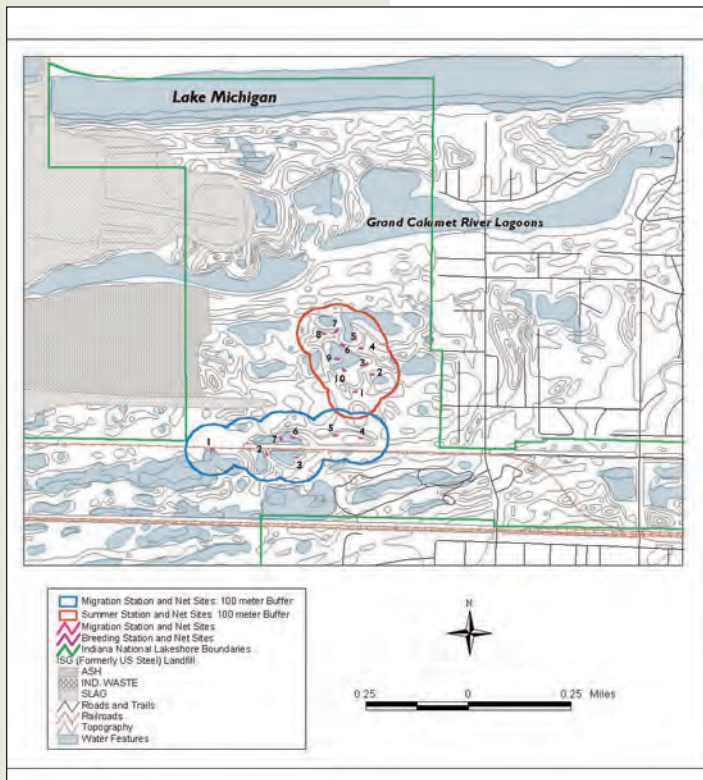 Lake Michigan
Grand Calumet River Lagoons
7
8
5
6
4
9
3
2
10
1
1
7
6
5
4
2
3
Migration Station and Net Sites: 100 meter Buffer
Summer Station and Net Sites: 100 meter Buffer
Migration Station and Net Sites
Breeding Station and Net Sites
Indiana National Lakeshore Boundaries
ISG (Formerly US Steel) Landfill
ASH
IND. WASTE
SLAG
Roads and Trails
Railroads
Topography
Water Features
N
0.25 0 0.25 Miles